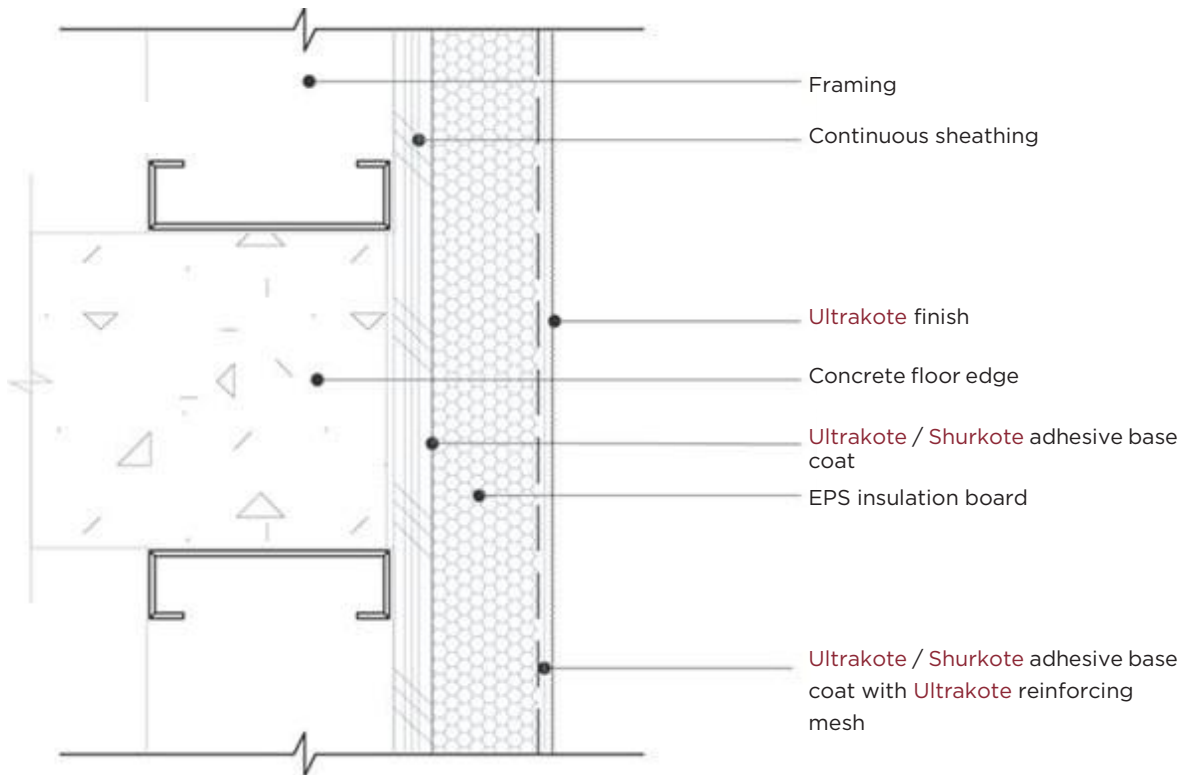 Framing
Continuous sheathing
Ultrakote finish
Concrete floor edge
Ultrakote / Shurkote adhesive base
coat
EPS insulation board
Ultrakote / Shurkote adhesive base
coat with Ultrakote reinforcing
mesh